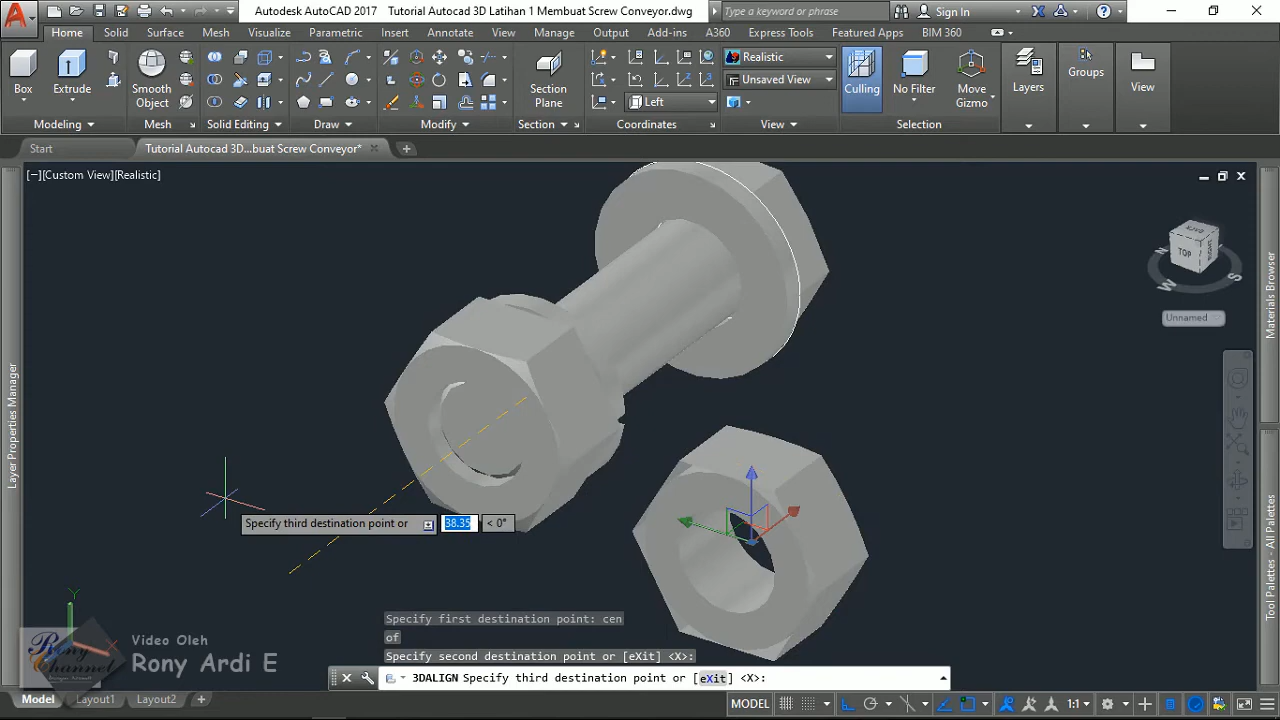 Autodesk AutoCAD 2017 Tutorial Autocad 3D Latihan 1 Membuat Screw Conveyor.dwg
Type a keyword or phrase
Sign In
Home Solid Surface Mesh Visualize Parametric Insert Annotate View Manage Output Add-ins A360 Express Tools Featured Apps BIM 360
Realistic
Unsaved View
Left
Box Extrude Smooth Object Section Plane Culling No Filter Move Gizmo Layers Groups View
Modeling Mesh Solid Editing Draw Modify Section Coordinates View Selection
Start Tutorial Autocad 3D...buat Screw Conveyor*
[−][Custom View][Realistic]
TOP
N
W
S
Unnamed
Layer Properties Manager
Materials Browser
Tool Palettes - All Palettes
Specify third destination point or 38.35 < 0°
Y
Specify first destination point: cen
of
Specify second destination point or [eXit] <X>:
3DALIGN Specify third destination point or [eXit] <X>:
Rony
Channel
Video Oleh
Rony Ardi E
Model Layout1 Layout2 MODEL 1:1